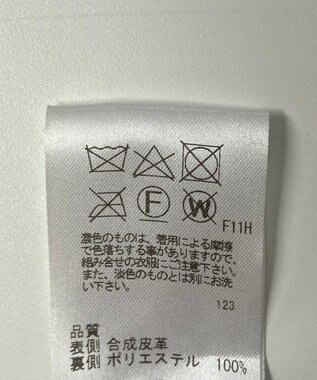 F W F11H
濃色のものは、着用による摩擦
で色落ちする事がありますので、
組み合せの衣服にご注意下さい。
また、淡色のものとは別にお洗
い下さい。
123
品質
表側 合成皮革
裏側 ポリエステル 100%